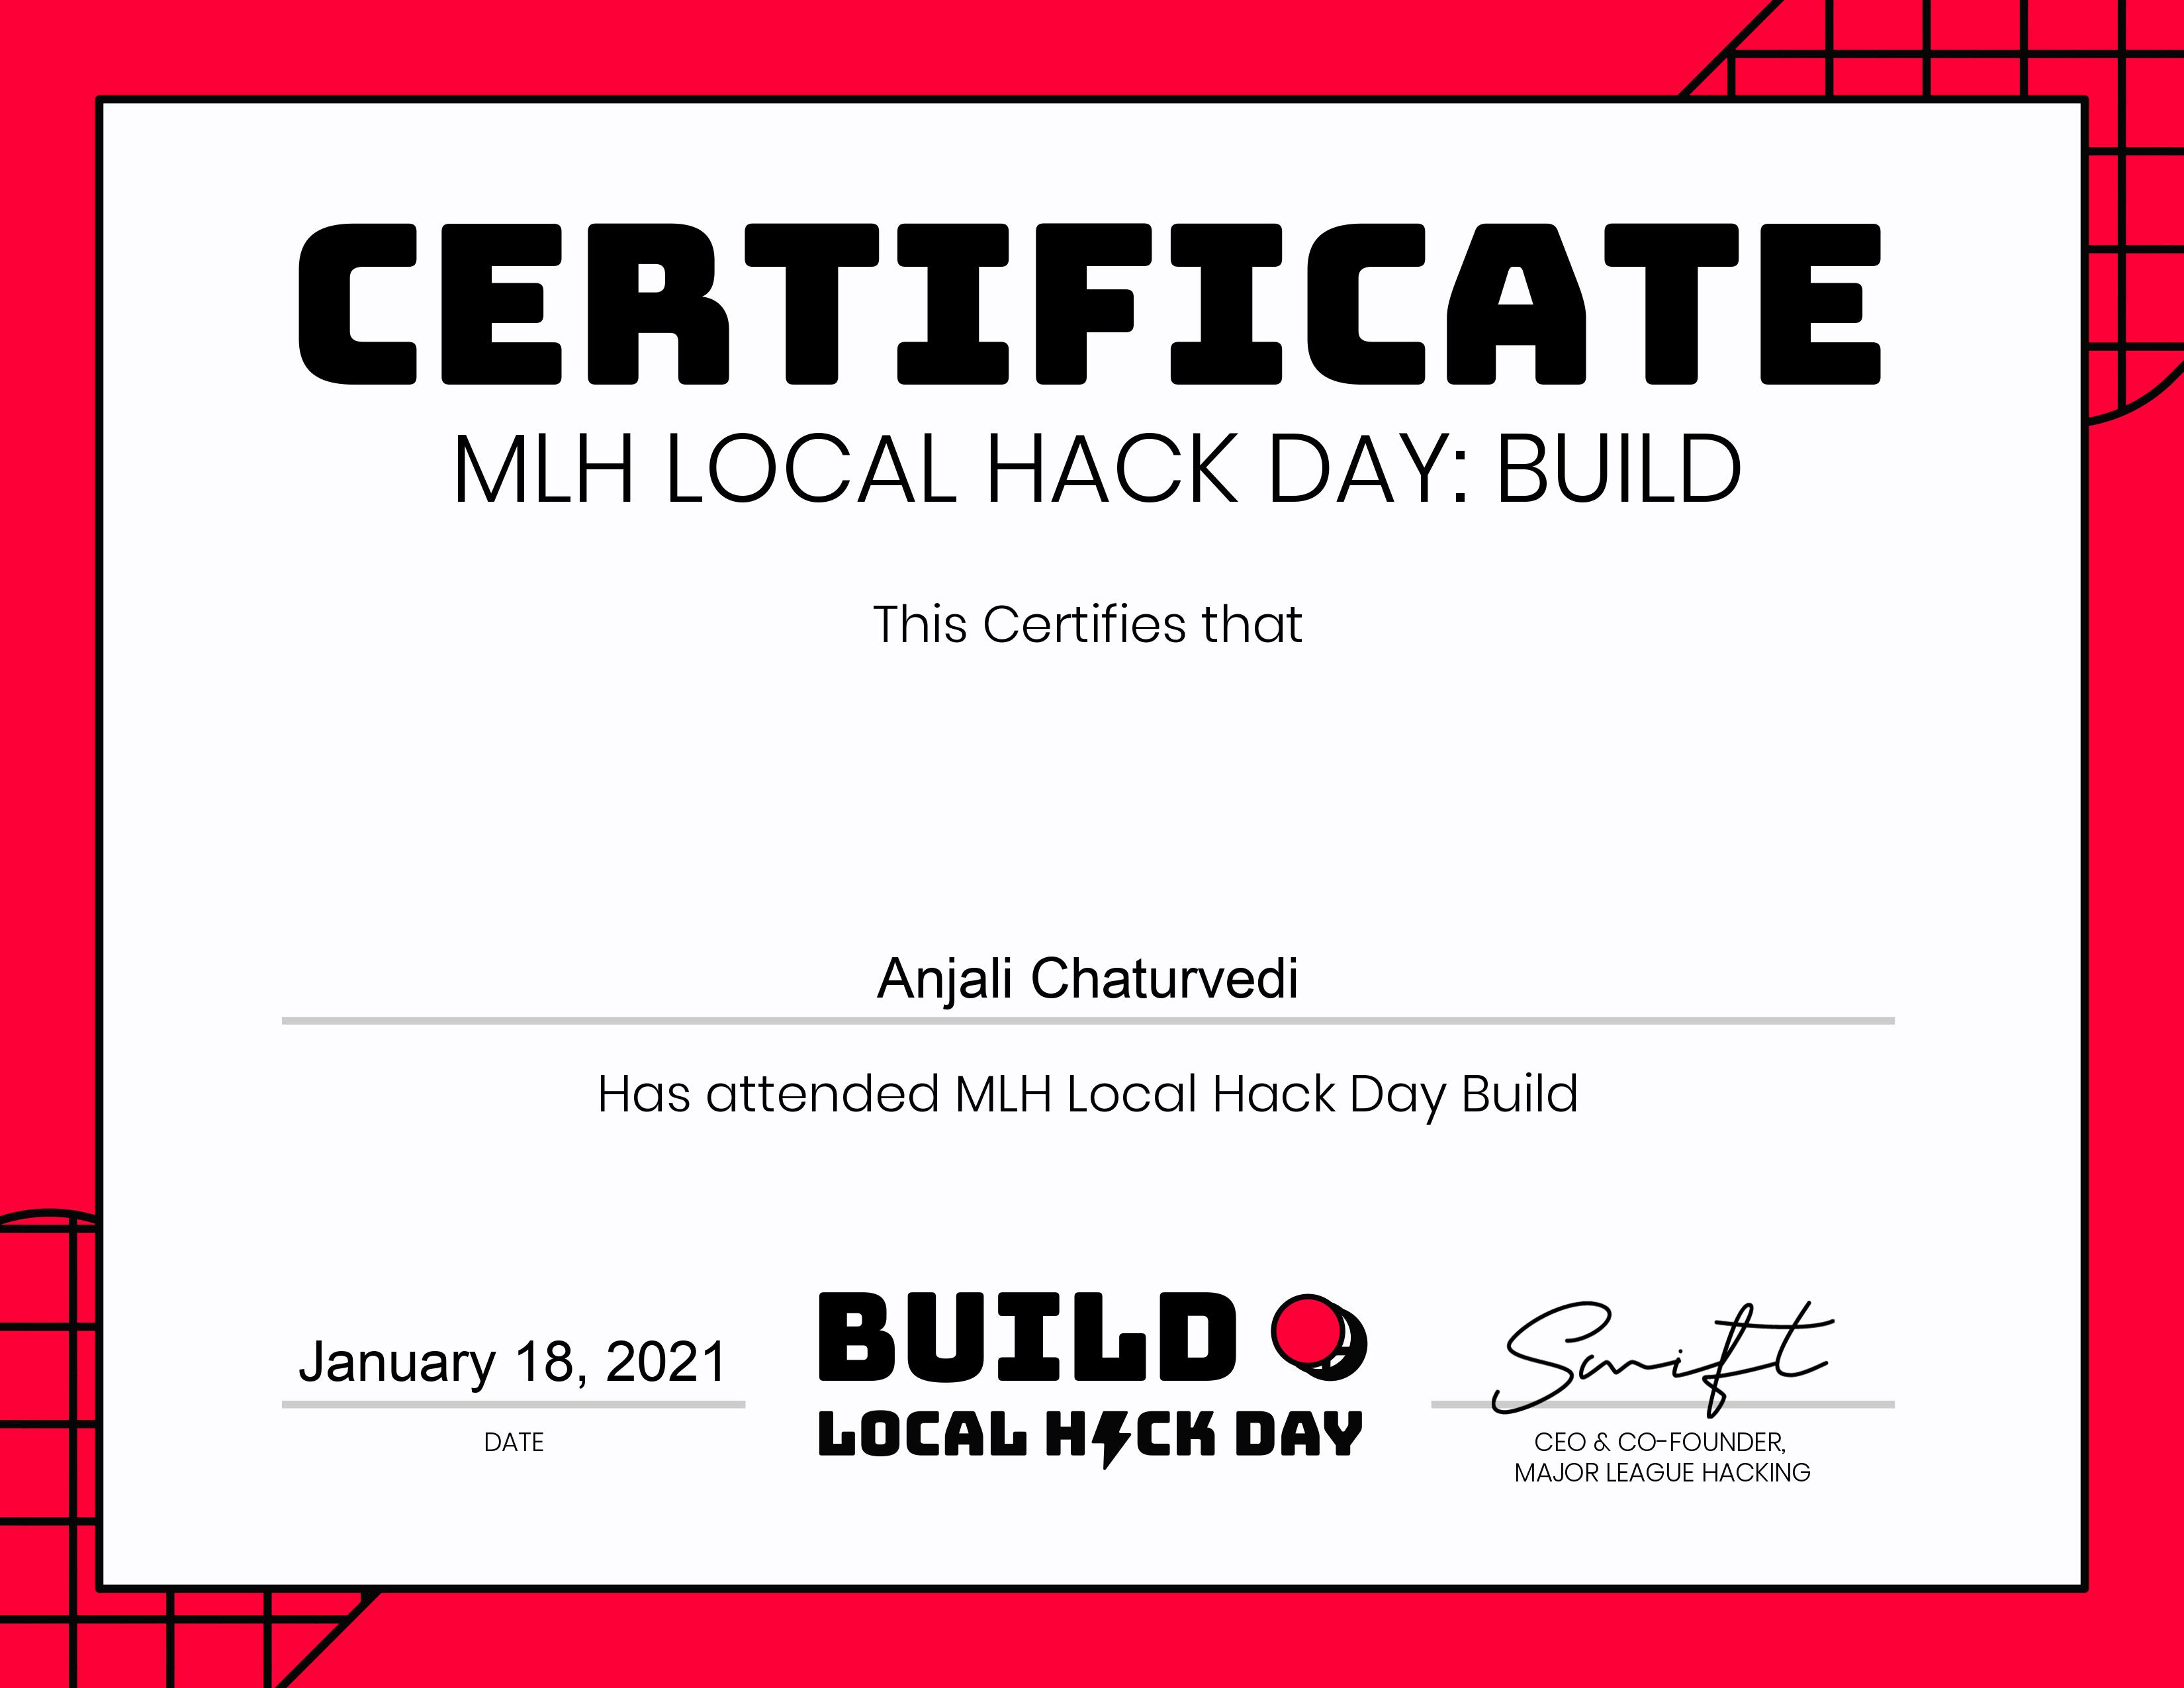 CERTIFICATE
MLH LOCAL HACK DAY: BUILD
This Certifies that
Anjali Chaturvedi
Has attended MLH Local Hack Day Build
January 18, 2021
DATE
BUILD
LOCAL HACK DAY
Swift
CEO & CO-FOUNDER,
MAJOR LEAGUE HACKING